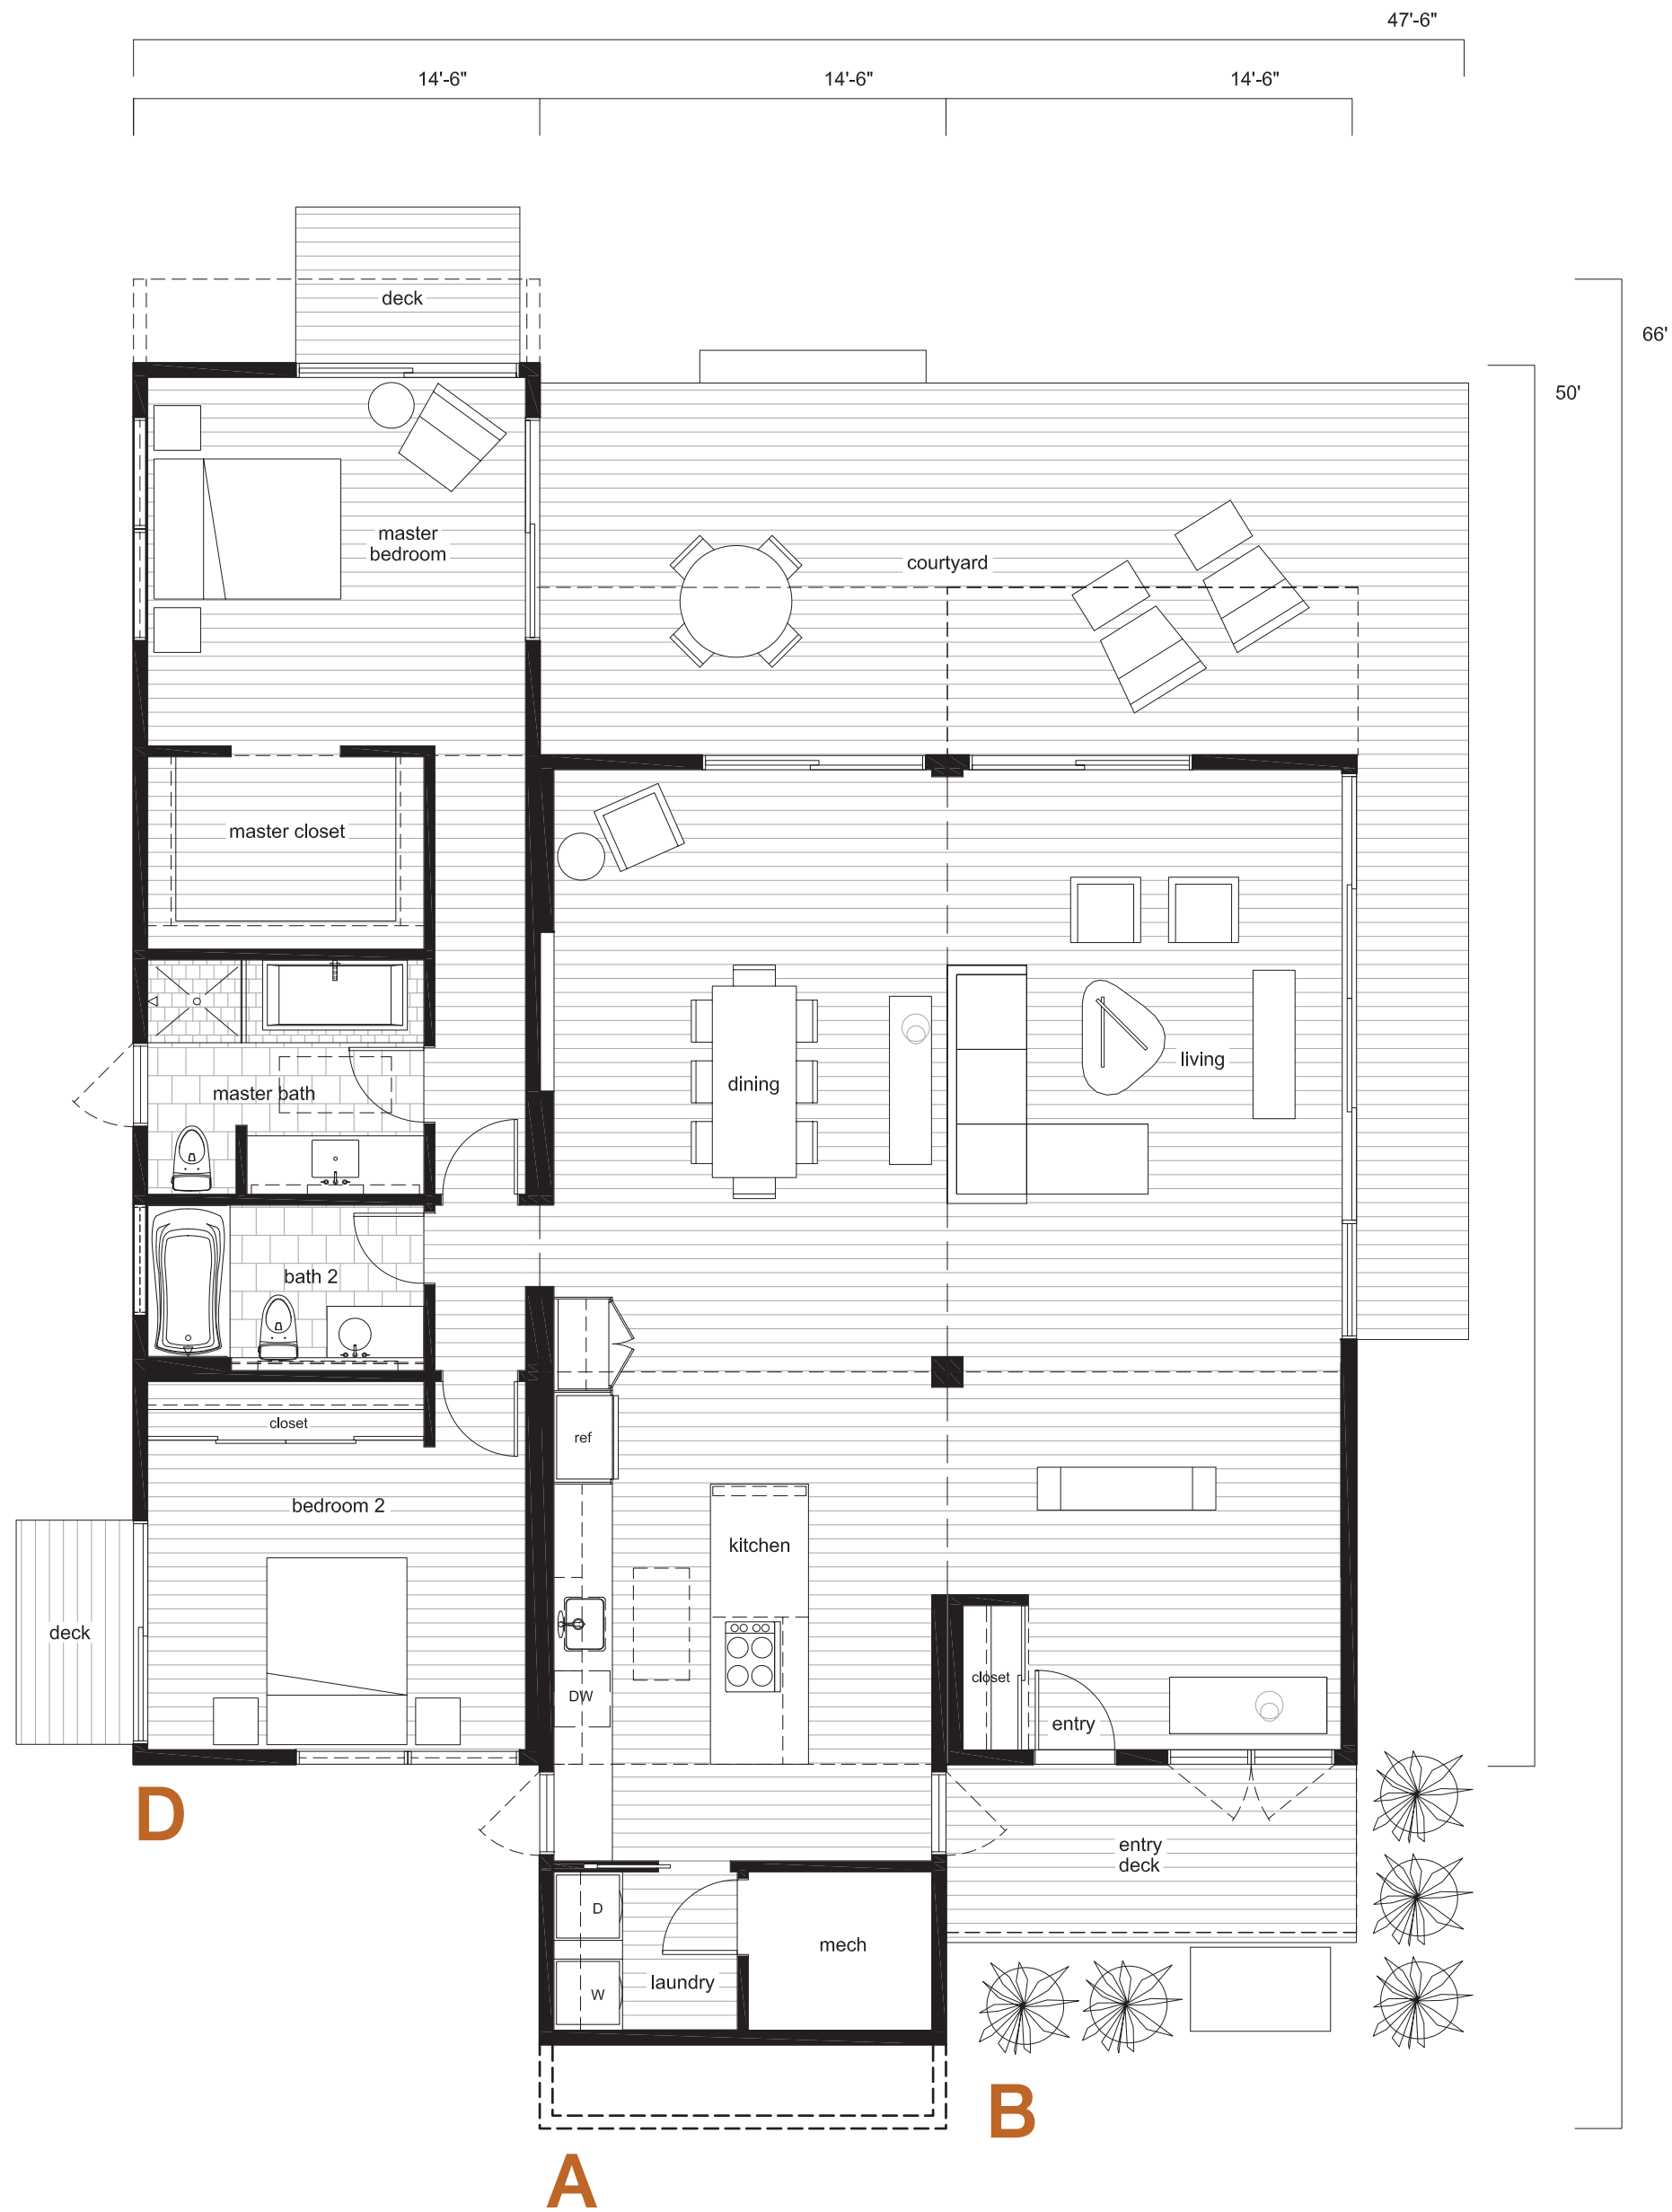 47'-6"
14'-6"
14'-6"
14'-6"
deck
66'
50'
master
bedroom
courtyard
master closet
dining
living
master bath
bath 2
closet
ref
bedroom 2
kitchen
deck
closet
DW
entry
D
entry
deck
D
mech
laundry
W
B
A